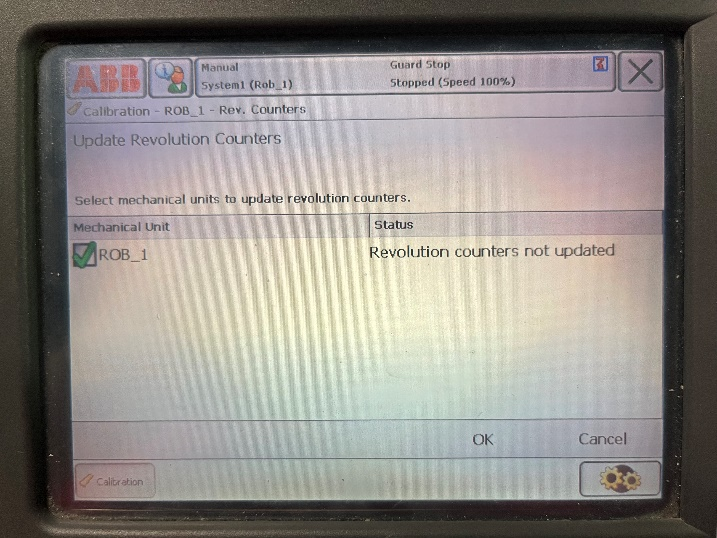 ABB
Manual
System1 (Rob_1)
Guard Stop
Stopped (Speed 100%)
Calibration - ROB_1 - Rev. Counters
Update Revolution Counters
Select mechanical units to update revolution counters.
Mechanical Unit Status
ROB_1 Revolution counters not updated
OK Cancel
Calibration